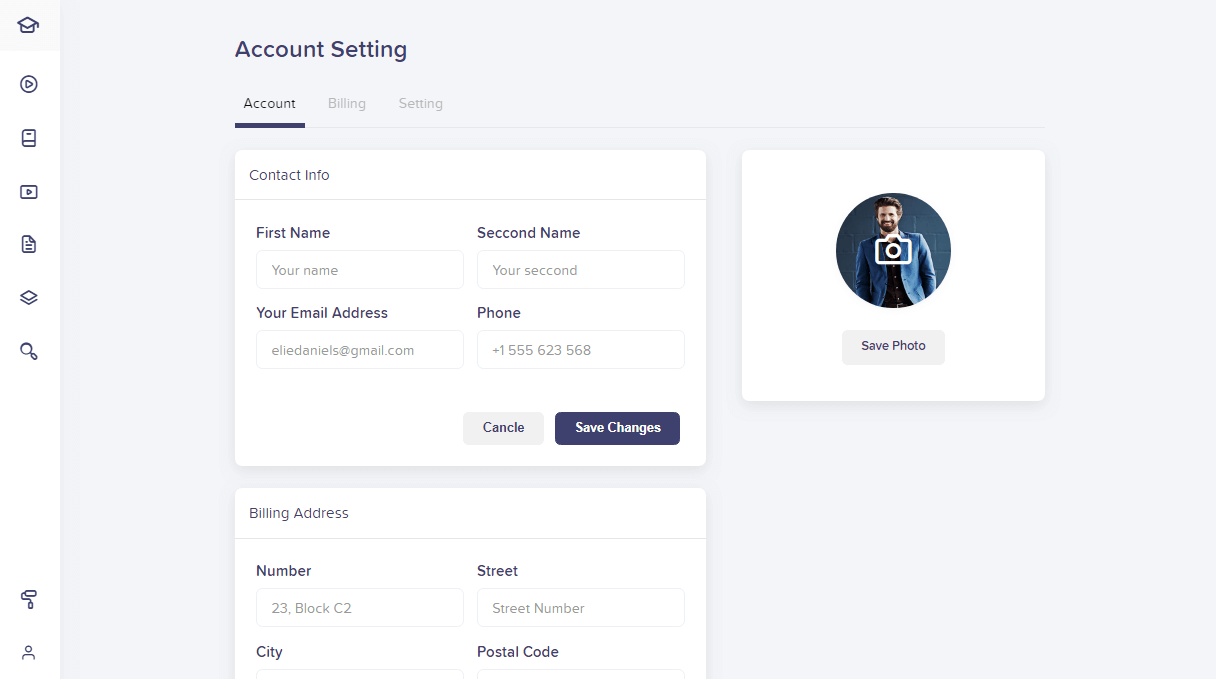 Account Setting
Account Billing Setting
Contact Info
First Name Seccond Name
Your name Your seccond
Your Email Address Phone
eliedaniels@gmail.com +1 555 623 568
Cancle Save Changes
Save Photo
Billing Address
Number Street
23, Block C2 Street Number
City Postal Code